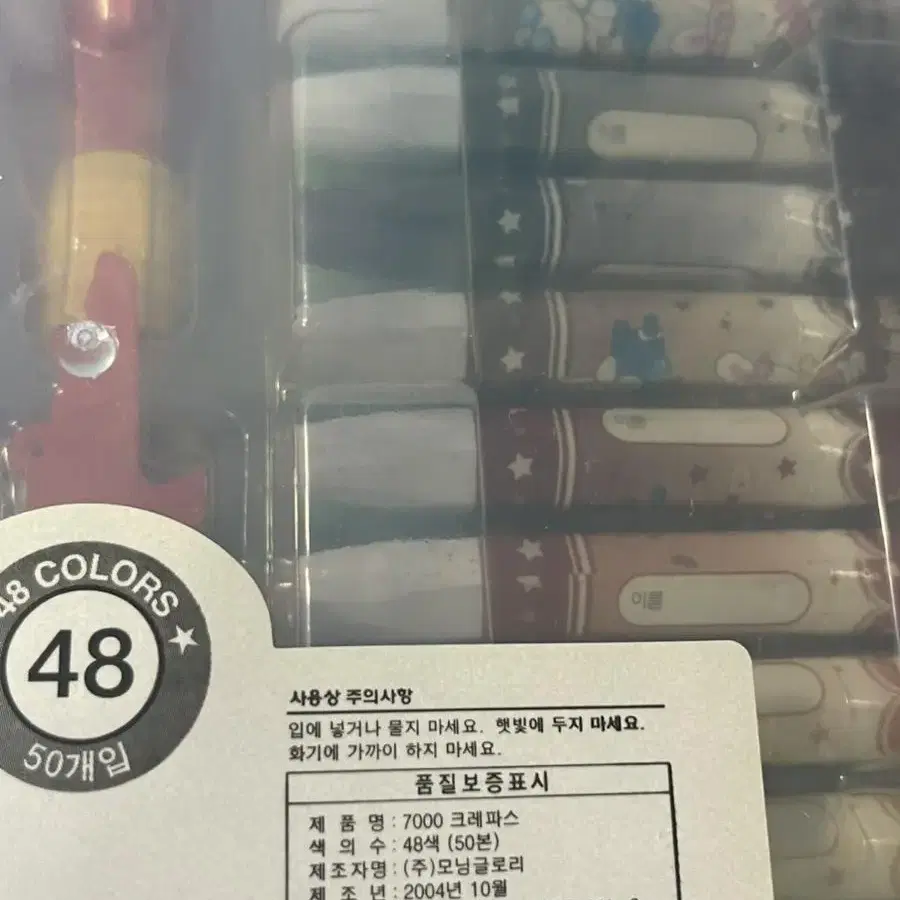 이름
48 COLORS
48
50개입
사용상 주의사항
입에 넣거나 물지 마세요. 햇빛에 두지 마세요.
화기에 가까이 하지 마세요.
품질보증표시
제 품 명 : 7000 크레파스
색 의 수 : 48색 (50본)
제조자명 : (주)모닝글로리
제 조 년 : 2004년 10월